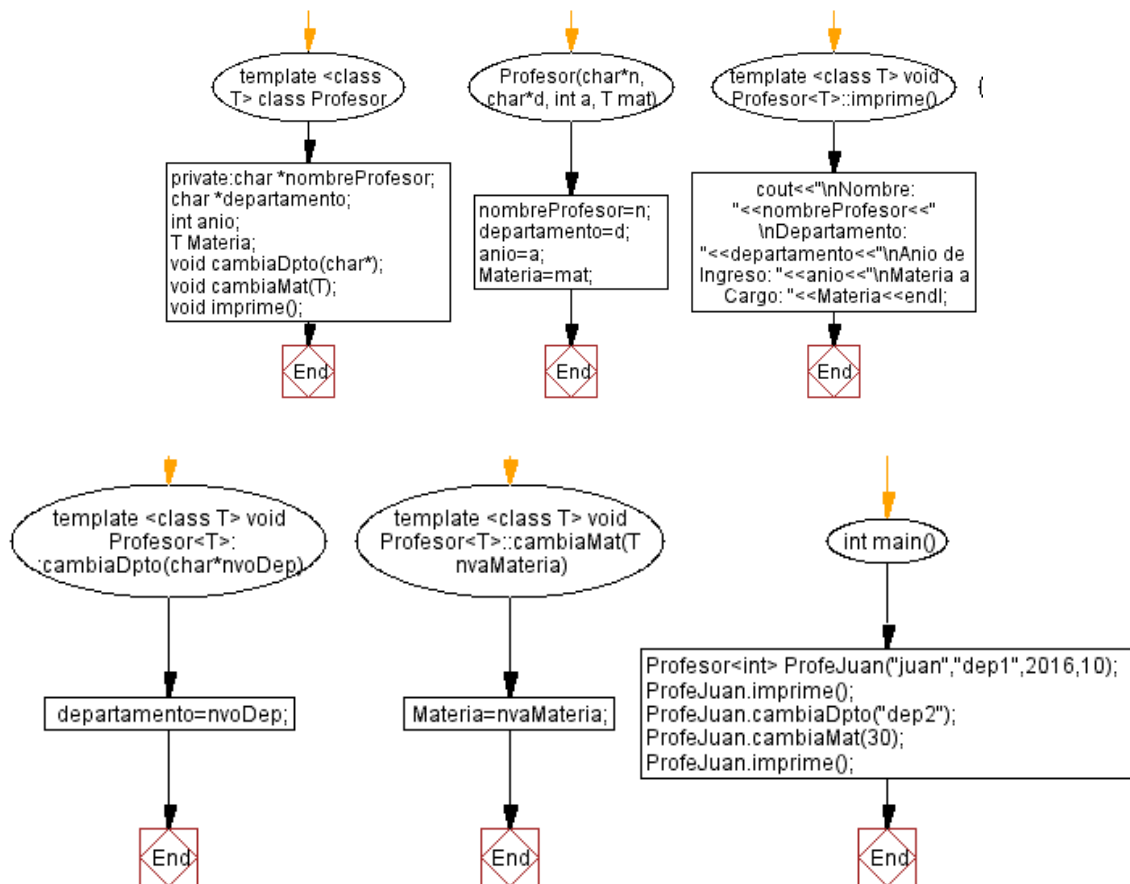 template <class
T> class Profesor
private:char *nombreProfesor;
char *departamento;
int anio;
T Materia;
void cambiaDpto(char*);
void cambiaMat(T);
void imprime();
End
Profesor(char*n,
char*d, int a, T mat)
nombreProfesor=n;
departamento=d;
anio=a;
Materia=mat;
End
template <class T> void
Profesor<T>::imprime()
cout<<"\nNombre:
"<<nombreProfesor<<"
\nDepartamento:
"<<departamento<<"\nAnio de
Ingreso: "<<anio<<"\nMateria a
Cargo: "<<Materia<<endl;
End
template <class T> void
Profesor<T>:
:cambiaDpto(char*nvoDep)
departamento=nvoDep;
End
template <class T> void
Profesor<T>::cambiaMat(T
nvaMateria)
Materia=nvaMateria;
End
int main()
Profesor<int> ProfeJuan("juan","dep1",2016,10);
ProfeJuan.imprime();
ProfeJuan.cambiaDpto("dep2");
ProfeJuan.cambiaMat(30);
ProfeJuan.imprime();
End